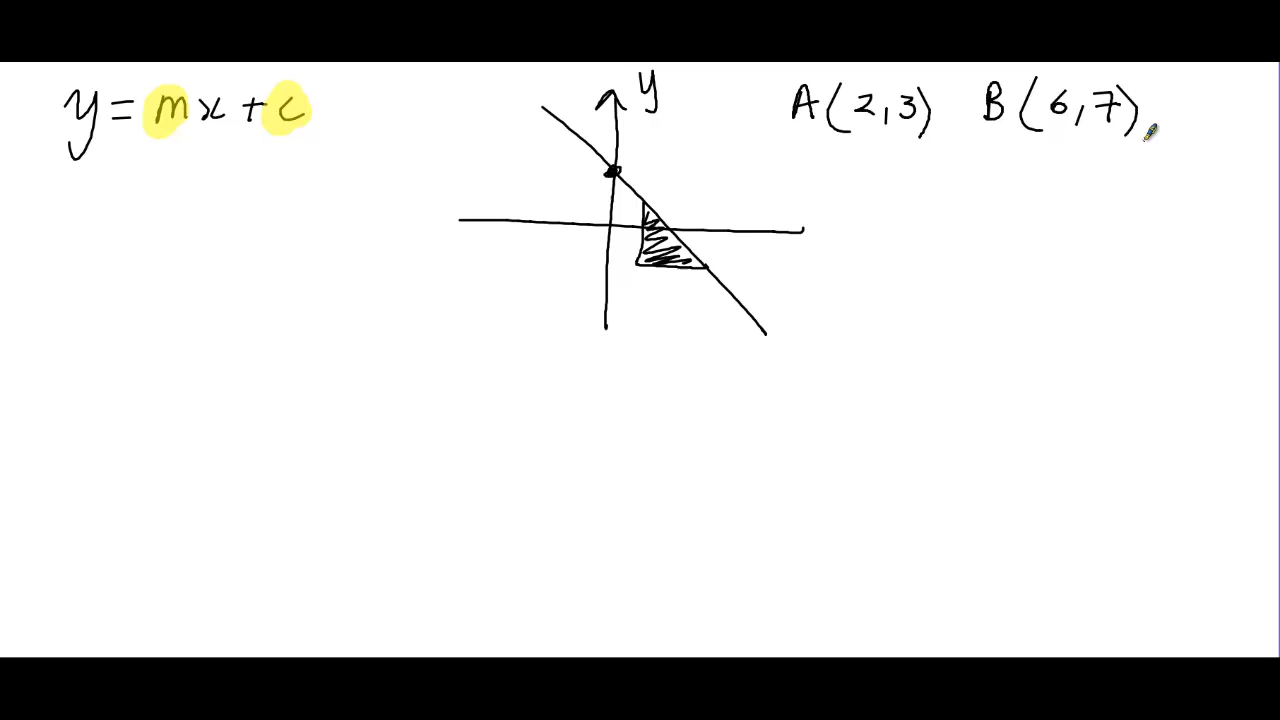 y = mx + c
y
A(2,3) B(6,7)